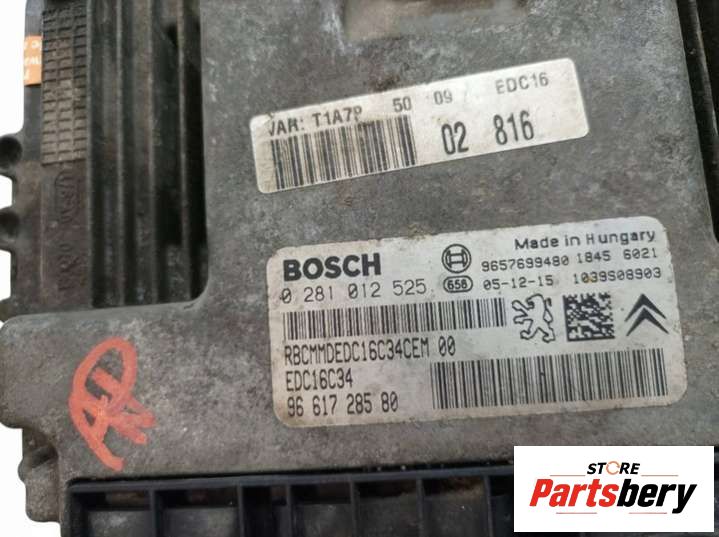 VAR: T1A7P 50 09 EDC16
02 816
BOSCH
Made in Hungary
9657699480 1845 6021
0 281 012 525
656 05-12-15 1039S08903
RBCMMDEDC16C34CEM 00
EDC16C34
96 617 285 80
STORE
Partsbery